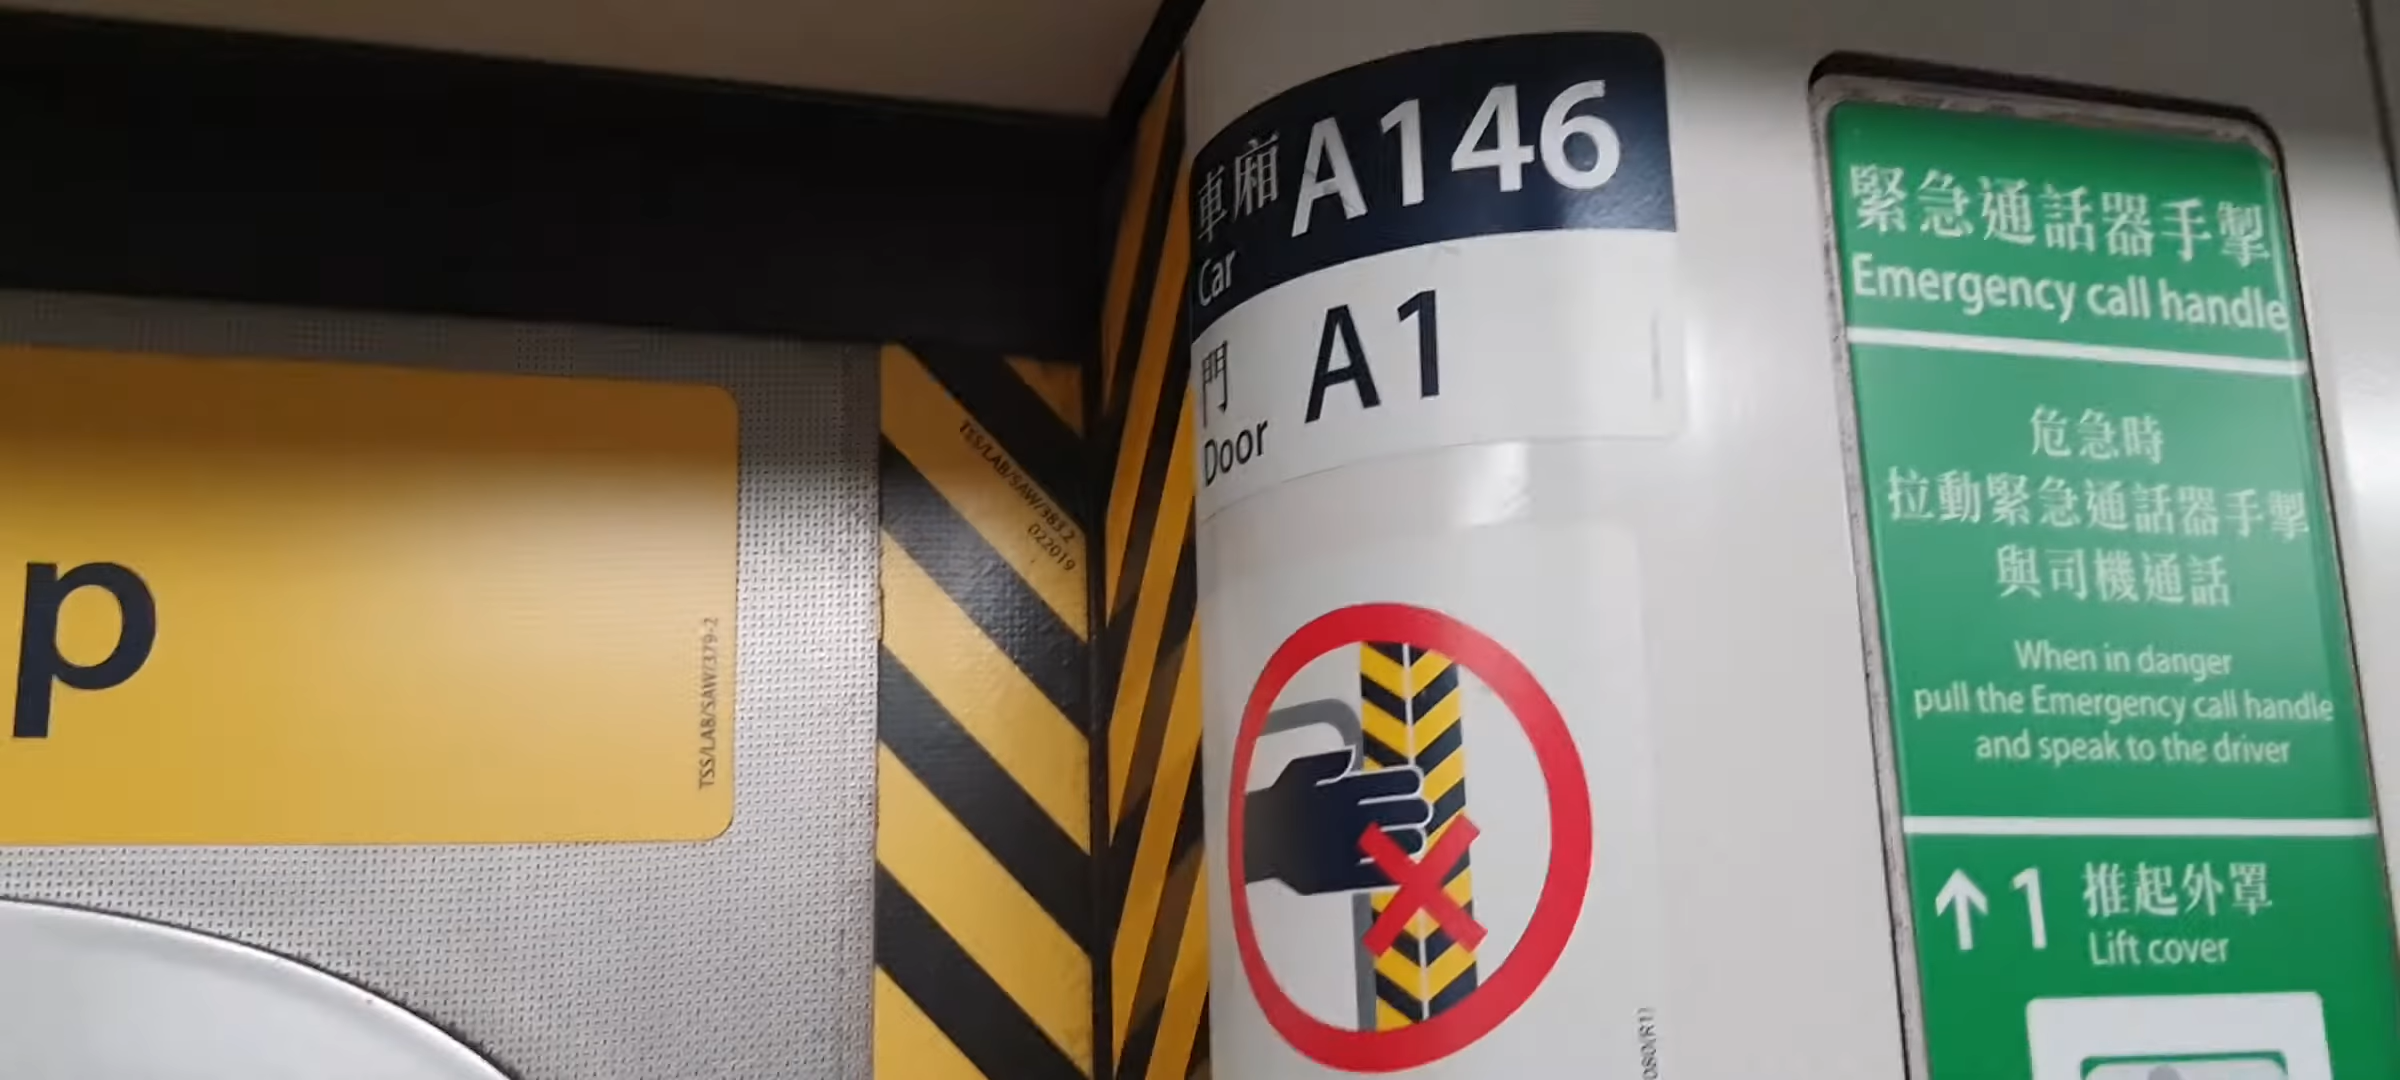 p
TSS/LAB/SAW/379-2
TSS/LAB/SAW/383.2
022019
車廂 A146
Car
門 A1
Door
緊急通話器手掣
Emergency call handle
危急時
拉動緊急通話器手掣
與司機通話
When in danger
pull the Emergency call handle
and speak to the driver
↑ 1 推起外罩
Lift cover